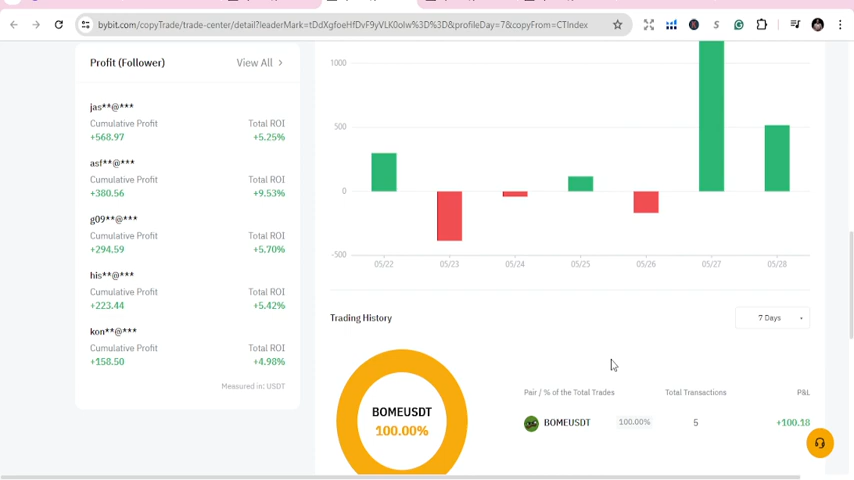 bybit.com/copyTrade/trade-center/detail?leaderMark=tDdXgfoeHfDvF9yVLK0oIw%3D%3D&profileDay=7&copyFrom=CTIndex
Profit (Follower)
View All >
jas**@***
Cumulative Profit
Total ROI
+568.97
+5.25%
asf**@***
Cumulative Profit
Total ROI
+380.56
+9.53%
g09**@***
Cumulative Profit
Total ROI
+294.59
+5.70%
his**@***
Cumulative Profit
Total ROI
+223.44
+5.42%
kon**@***
Cumulative Profit
Total ROI
+158.50
+4.98%
Measured in: USDT
1000
500
0
-500
05/22
05/23
05/24
05/25
05/26
05/27
05/28
Trading History
7 Days
BOMEUSDT
100.00%
Pair / % of the Total Trades
Total Transactions
P&L
BOMEUSDT
100.00%
5
+100.18